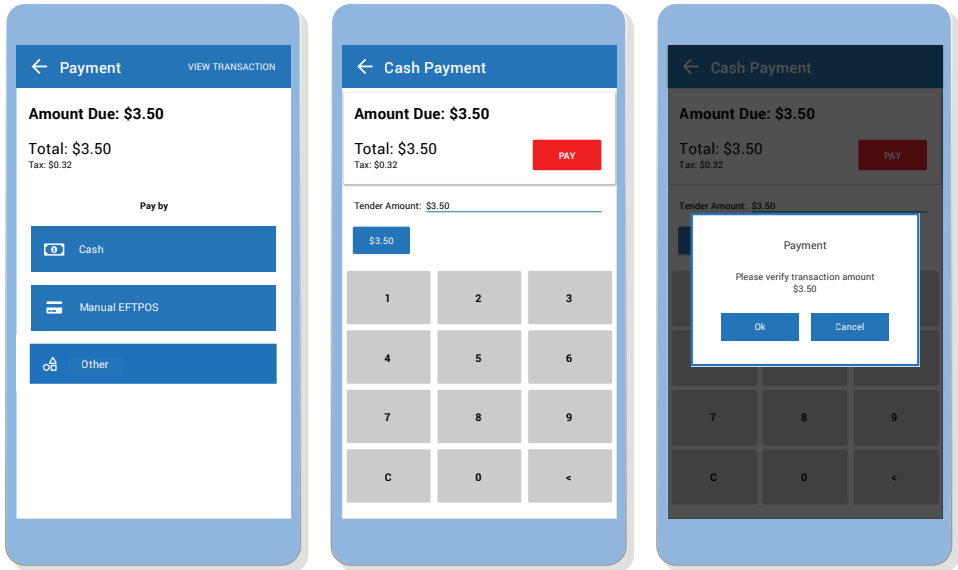 Payment VIEW TRANSACTION
Amount Due: $3.50
Total: $3.50
Tax: $0.32
Pay by
Cash
Manual EFTPOS
Other
Cash Payment
Amount Due: $3.50
Total: $3.50
Tax: $0.32
PAY
Tender Amount: $3.50
$3.50
1 2 3
4 5 6
7 8 9
C 0 <
Cash Payment
Amount Due: $3.50
Total: $3.50
Tax: $0.32
PAY
Tender Amount: $3.50
Payment
Please verify transaction amount
$3.50
Ok Cancel
7 8 9
C 0 <